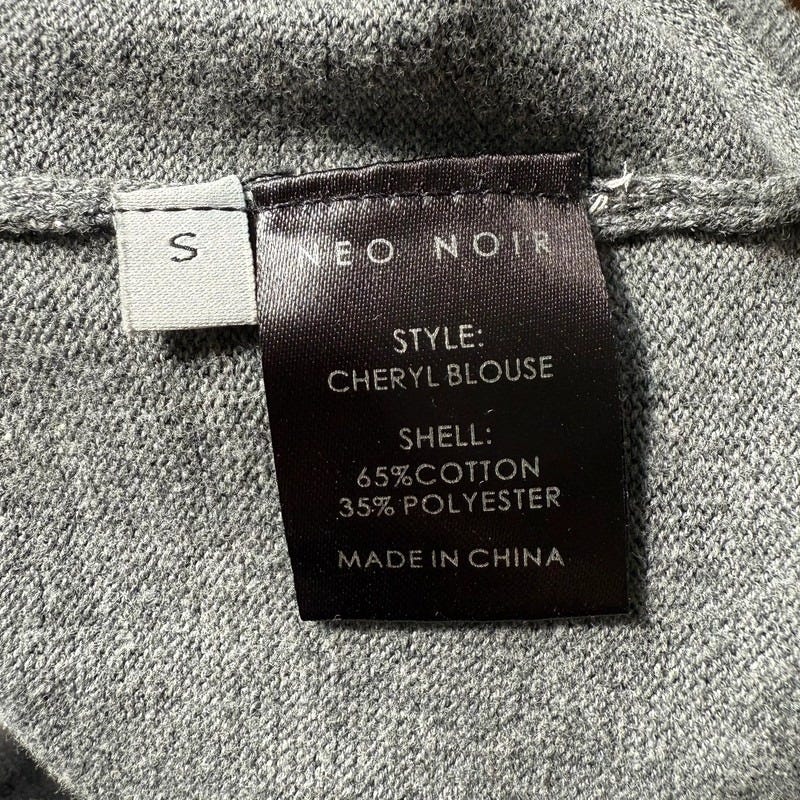 S
NEO NOIR
STYLE:
CHERYL BLOUSE
SHELL:
65%COTTON
35% POLYESTER
MADE IN CHINA